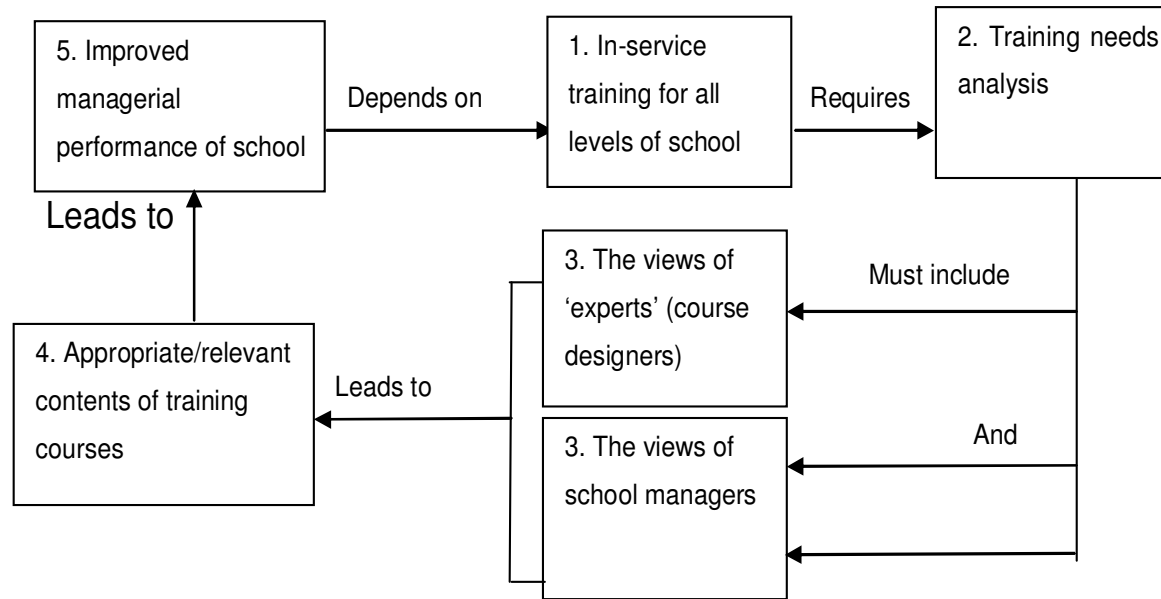 5. Improved
managerial
performance of school
Depends on
1. In-service
training for all
levels of school
Requires
2. Training needs
analysis
Leads to
3. The views of
‘experts’ (course
designers)
Must include
4. Appropriate/relevant
contents of training
courses
Leads to
3. The views of
school managers
And